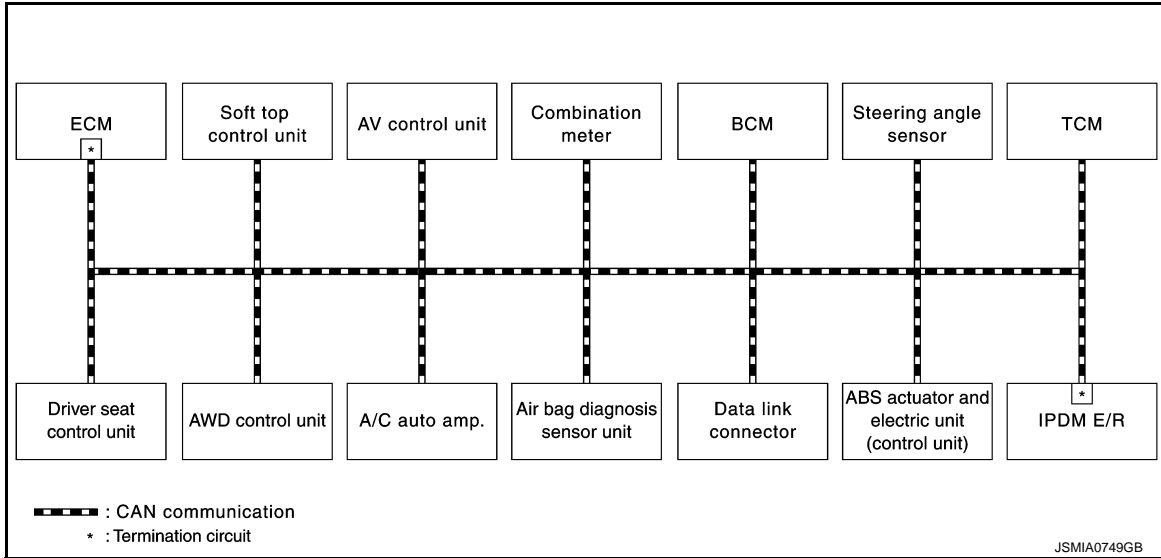 ECM
*
Soft top
control unit
AV control unit
Combination
meter
BCM
Steering angle
sensor
TCM
Driver seat
control unit
AWD control unit
A/C auto amp.
Air bag diagnosis
sensor unit
Data link
connector
ABS actuator and
electric unit
(control unit)
*
IPDM E/R
: CAN communication
* : Termination circuit
JSMIA0749GB